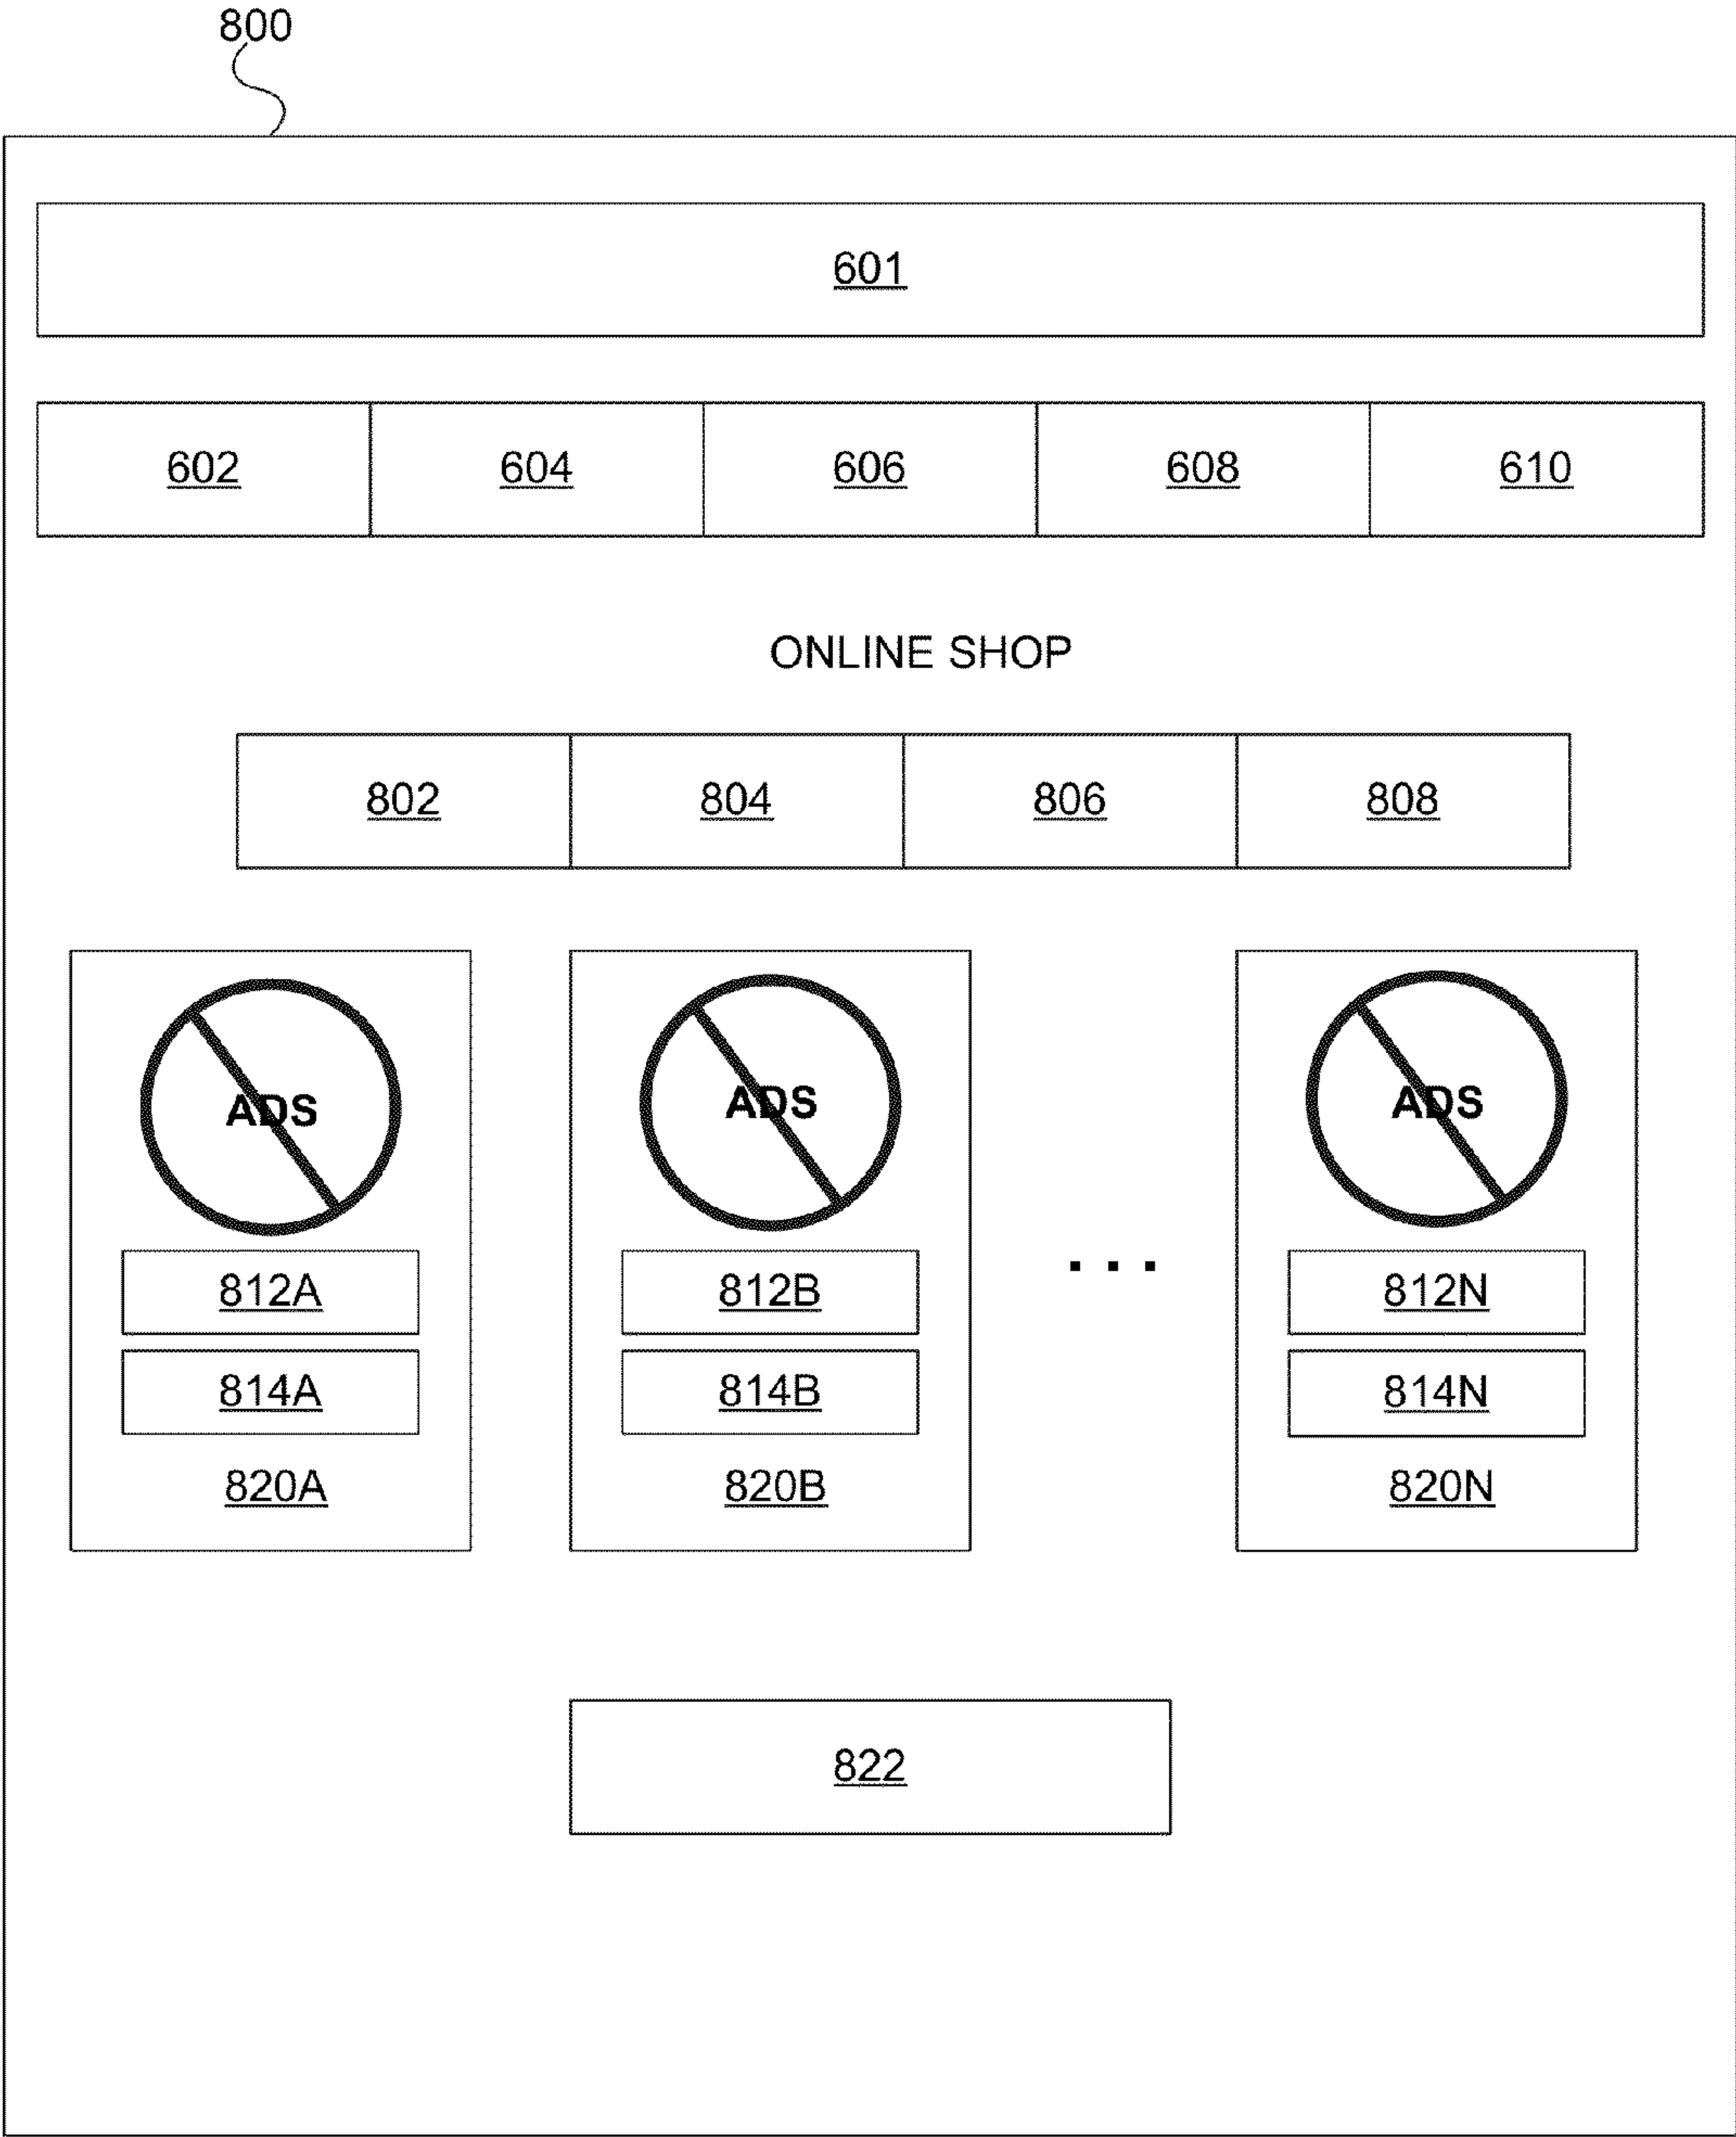 800
601
602 604 606 608 610
ONLINE SHOP
802 804 806 808
ADS ADS ADS
812A 812B ... 812N
814A 814B 814N
820A 820B 820N
822